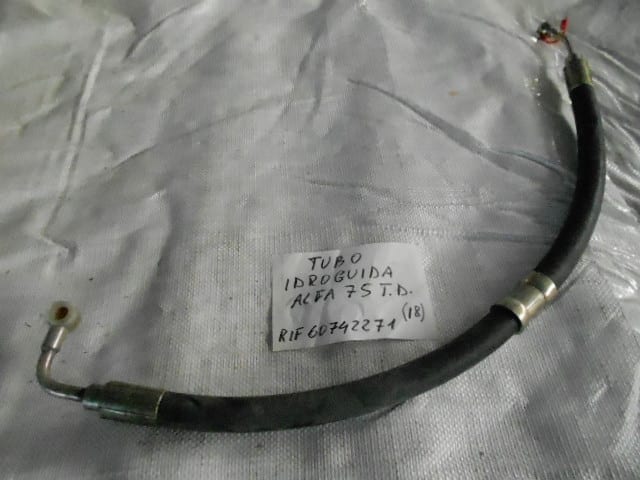 TUBO
IDROGUIDA
ALFA 75 T.D.
(18)
RIF 60742271